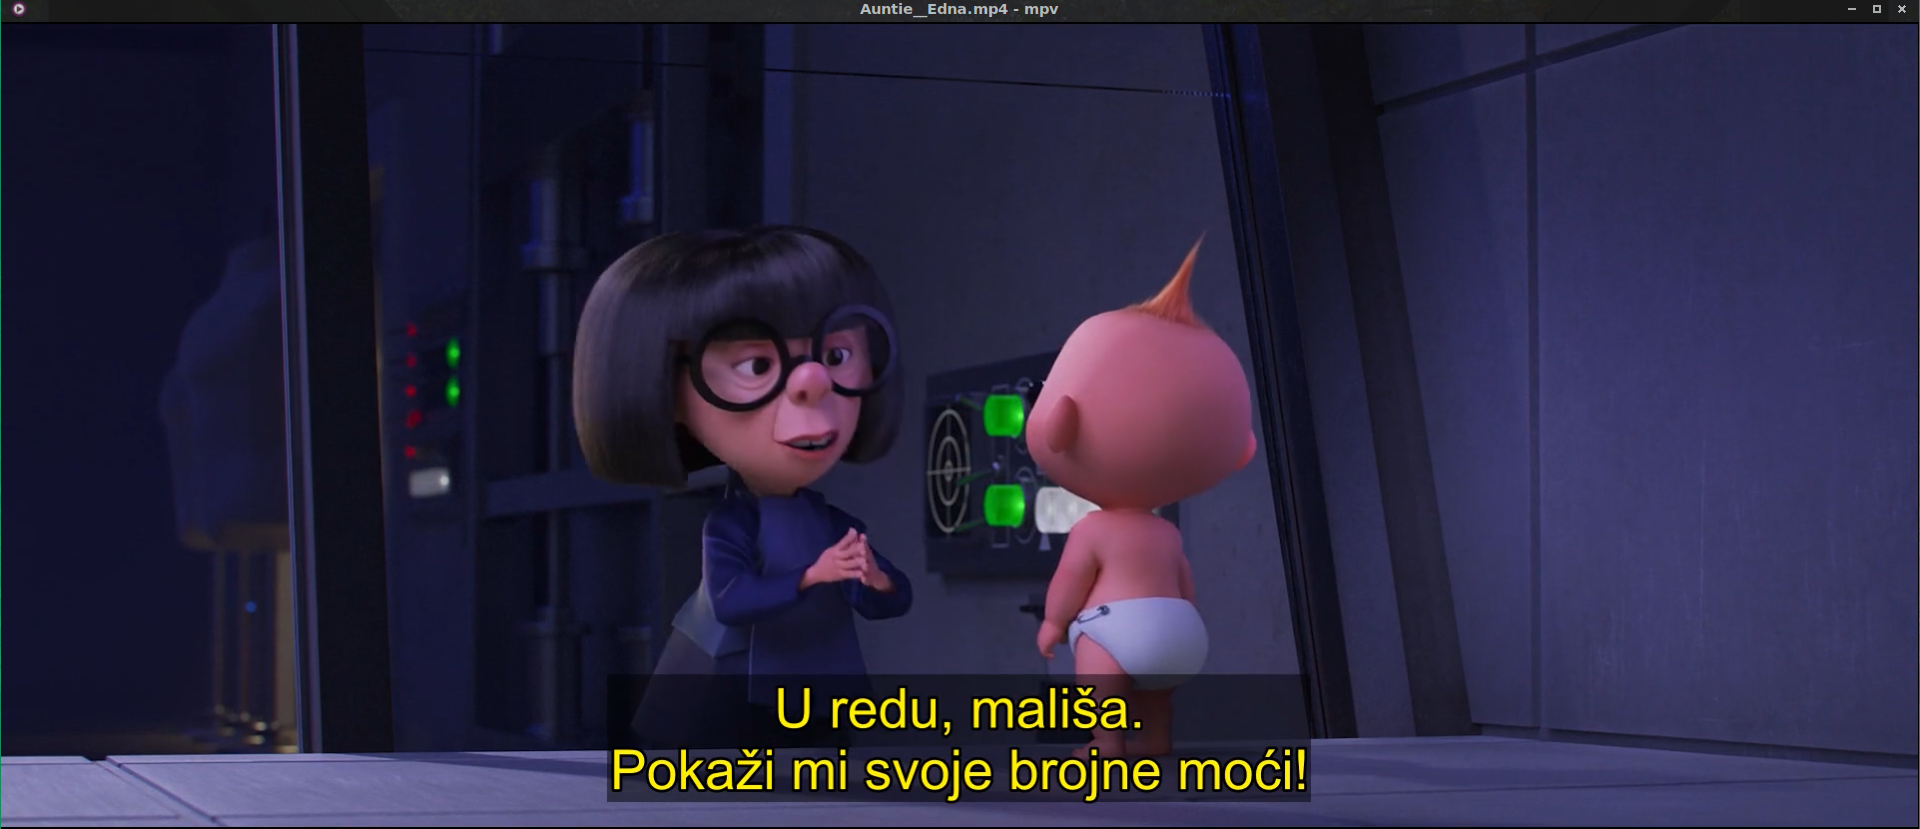 Auntie__Edna.mp4 - mpv
U redu, mališa.
Pokaži mi svoje brojne moći!